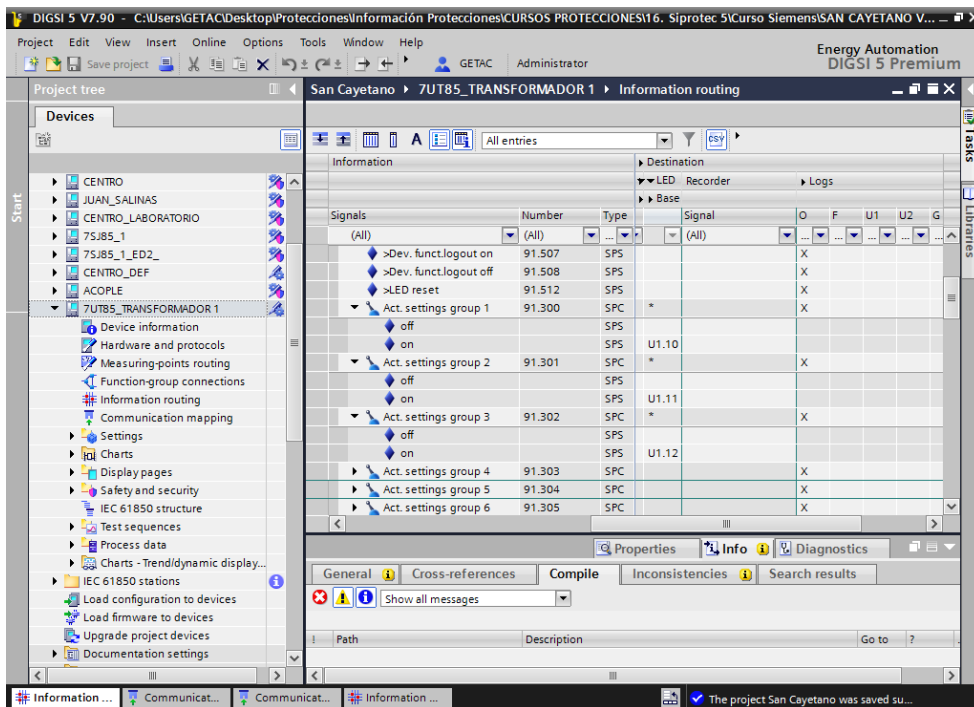 DIGSI 5 V7.90 - C:\Users\GETAC\Desktop\Protecciones\Información Protecciones\CURSOS PROTECCIONES\16. Siprotec 5\Curso Siemens\SAN CAYETANO V...
Project Edit View Insert Online Options Tools Window Help
Energy Automation
DIGSI 5 Premium
Save project GETAC Administrator
Project tree
San Cayetano 7UT85_TRANSFORMADOR 1 Information routing
Devices
Start
Tasks
Libraries
All entries
CSV
Information Destination
LED Recorder Logs
Base
Signals Number Type Signal O F U1 U2 G
(All) (All) ... (All) ... ... ... ... ...
>Dev. funct.logout on 91.507 SPS X
>Dev. funct.logout off 91.508 SPS X
>LED reset 91.512 SPS X
Act. settings group 1 91.300 SPC * X
off SPS
on SPS U1.10
Act. settings group 2 91.301 SPC * X
off SPS
on SPS U1.11
Act. settings group 3 91.302 SPC * X
off SPS
on SPS U1.12
Act. settings group 4 91.303 SPC X
Act. settings group 5 91.304 SPC X
Act. settings group 6 91.305 SPC X
CENTRO
JUAN_SALINAS
CENTRO_LABORATORIO
7SJ85_1
7SJ85_1_ED2_
CENTRO_DEF
ACOPLE
7UT85_TRANSFORMADOR 1
Device information
Hardware and protocols
Measuring-points routing
Function-group connections
Information routing
Communication mapping
Settings
Charts
Display pages
Safety and security
IEC 61850 structure
Test sequences
Process data
Charts - Trend/dynamic display...
IEC 61850 stations
Load configuration to devices
Load firmware to devices
Upgrade project devices
Documentation settings
Properties Info Diagnostics
General Cross-references Compile Inconsistencies Search results
Show all messages
! Path Description Go to ?
Information ... Communicat... Communicat... Information ... The project San Cayetano was saved su...